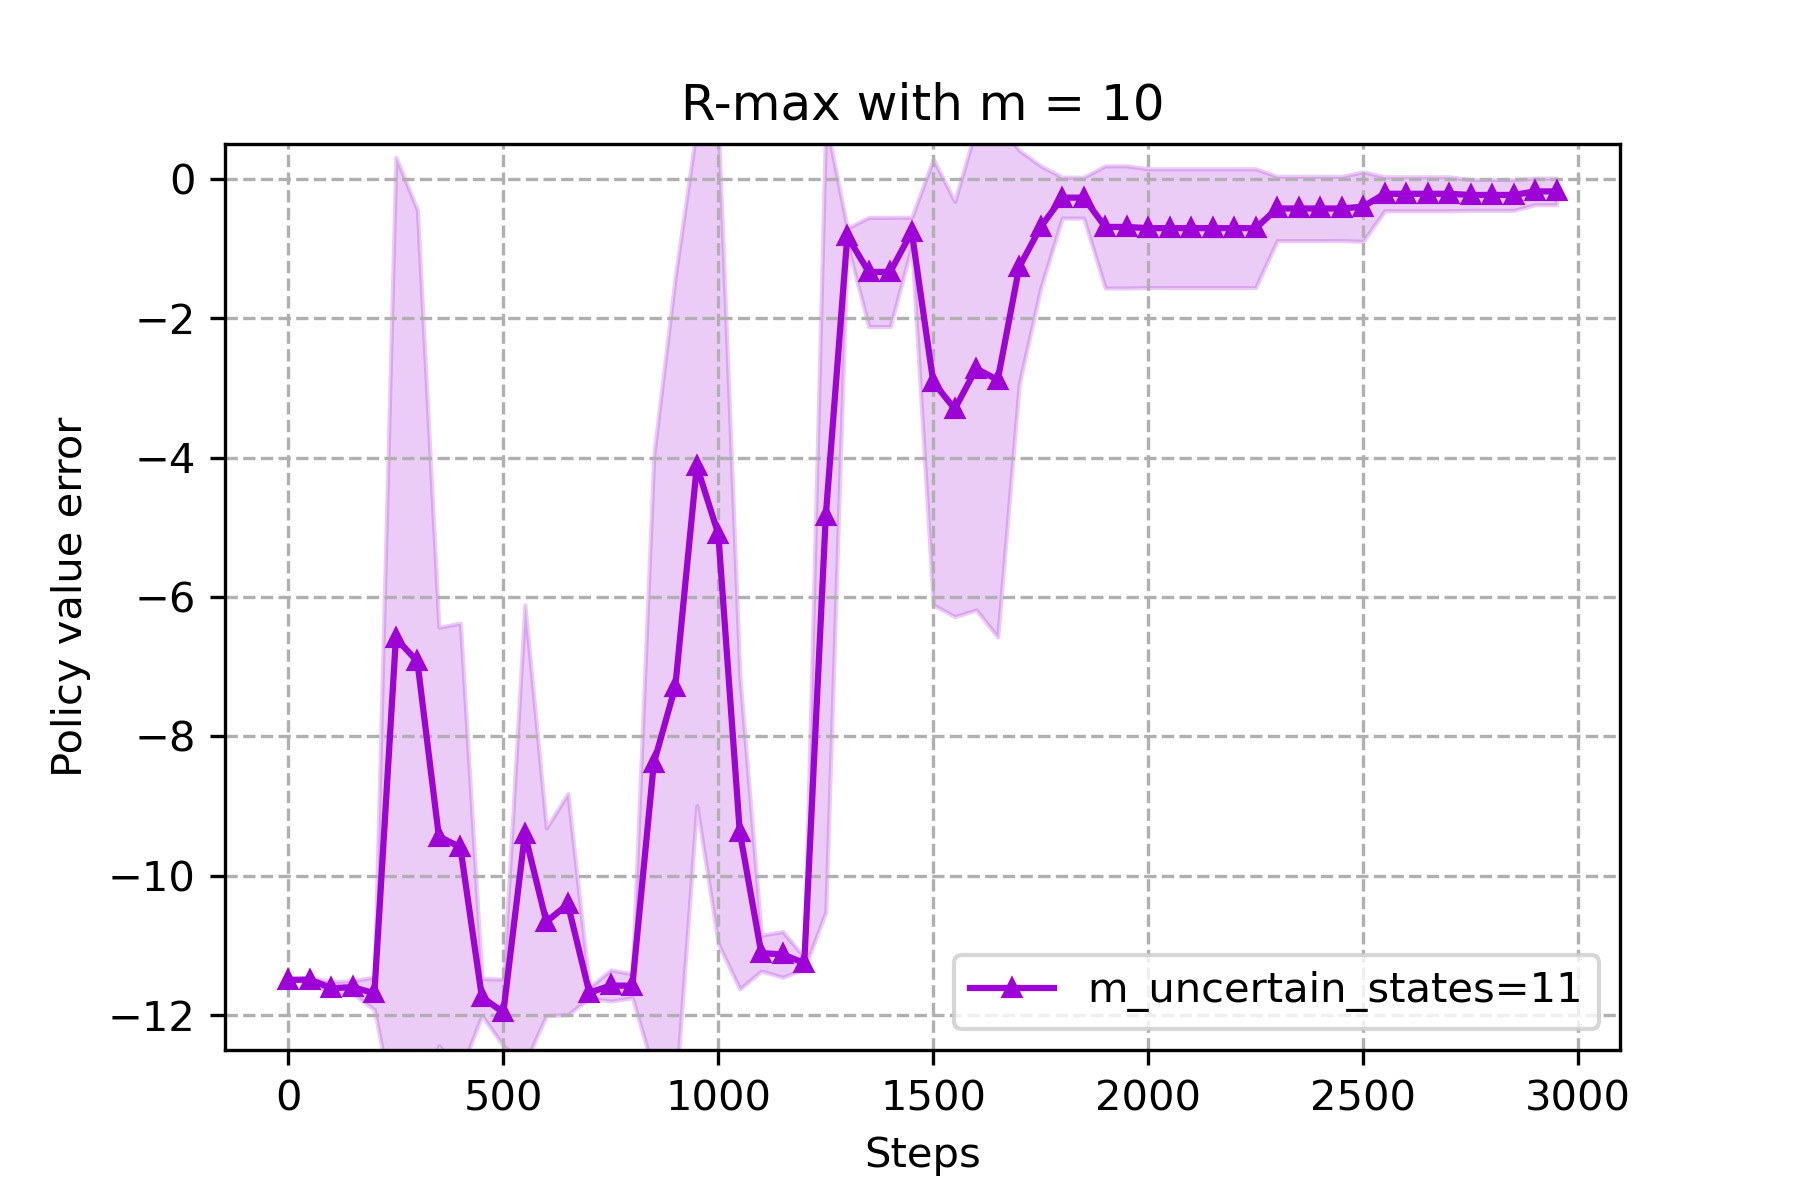 R-max with m = 10
Policy value error
0
−2
−4
−6
−8
−10
−12
m_uncertain_states=11
0 500 1000 1500 2000 2500 3000
Steps